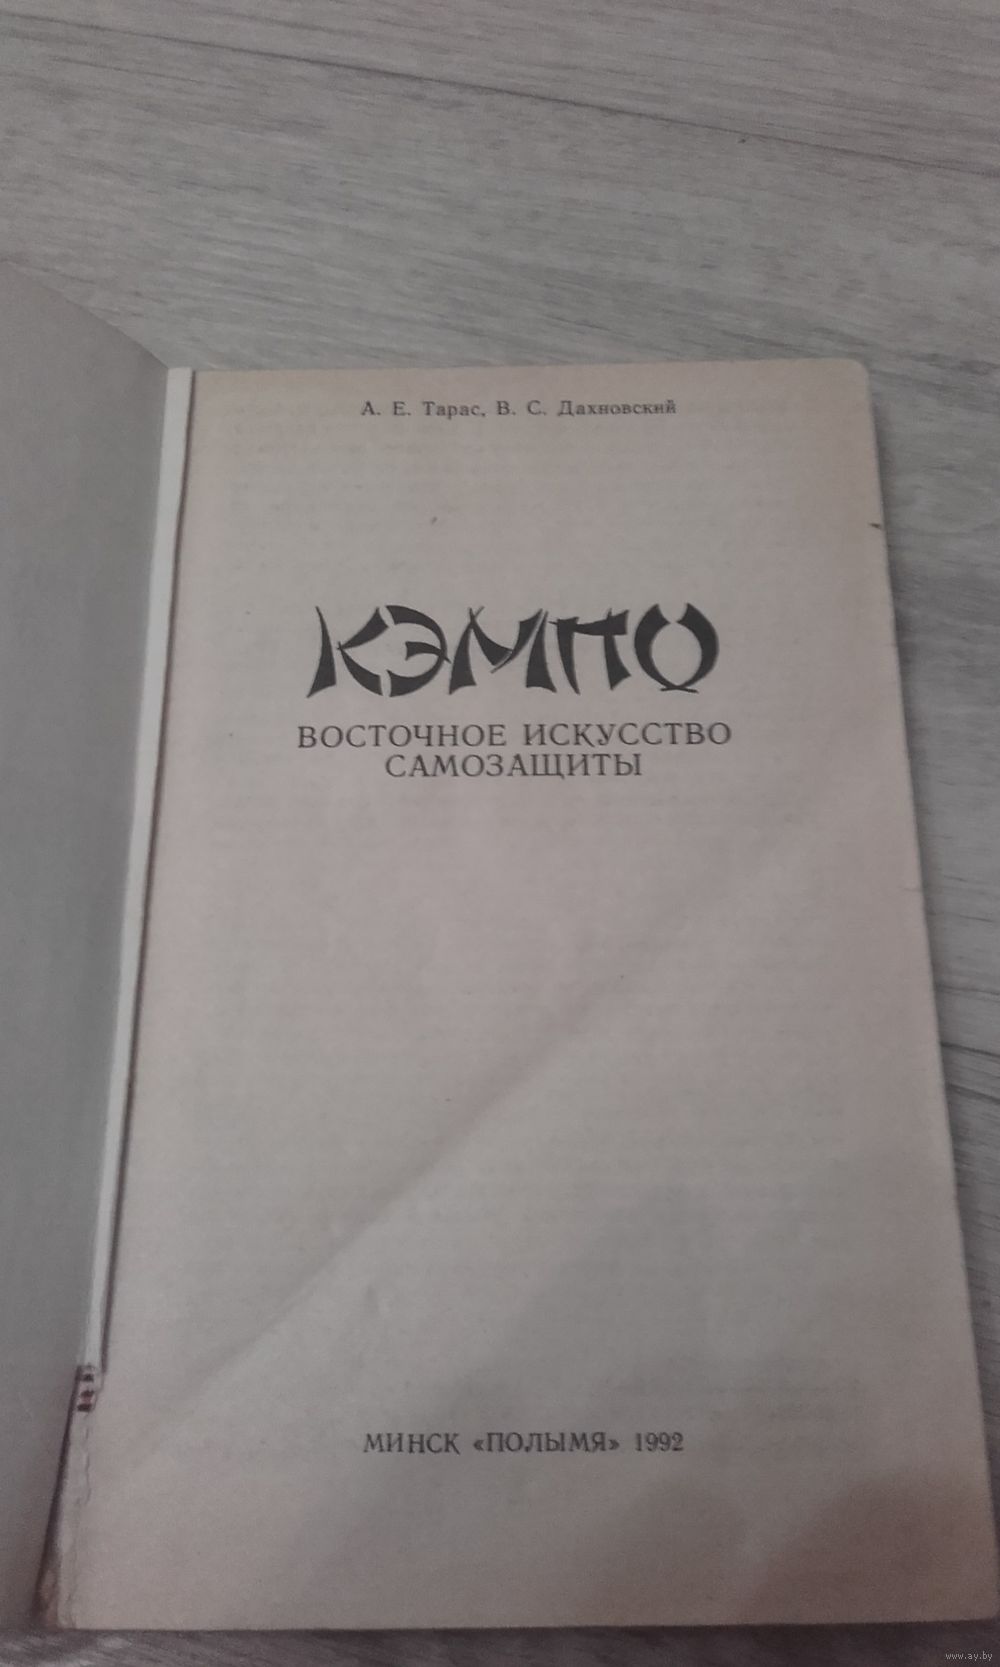 А. Е. Тарас, В. С. Дахновский
КЭМПО
ВОСТОЧНОЕ ИСКУССТВО
САМОЗАЩИТЫ
МИНСК «ПОЛЫМЯ» 1992
www.ay.by